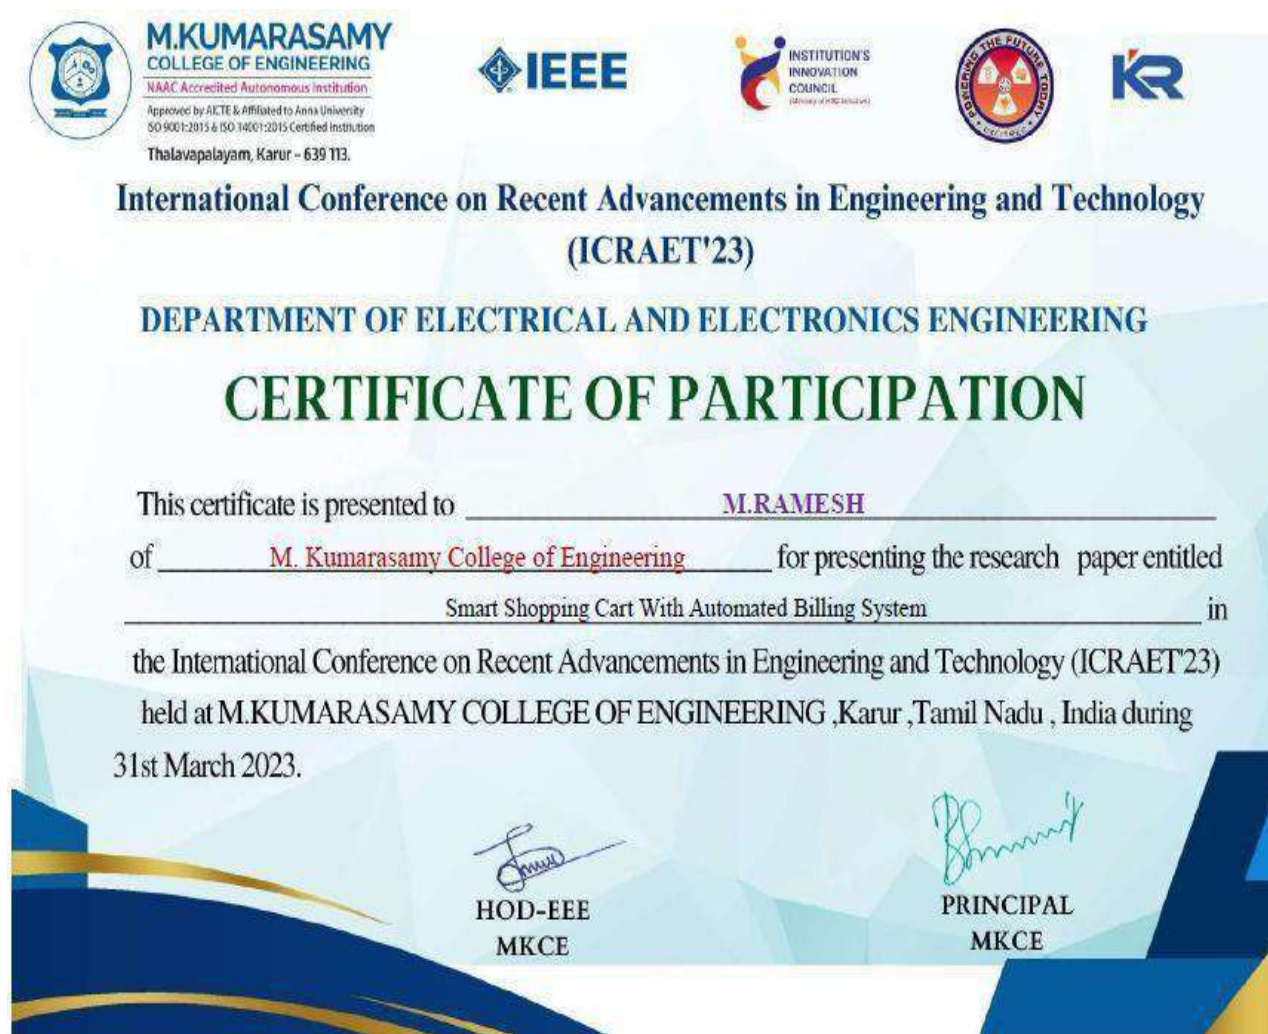 M.KUMARASAMY
COLLEGE OF ENGINEERING
NAAC Accredited Autonomous Institution
Approved by AICTE & Affiliated to Anna University
ISO 9001:2015 & ISO 14001:2015 Certified Institution
Thalavapalayam, Karur – 639 113.
IEEE
INSTITUTION'S
INNOVATION
COUNCIL
POWERING THE FUTURE TODAY
KR
International Conference on Recent Advancements in Engineering and Technology
(ICRAET'23)
DEPARTMENT OF ELECTRICAL AND ELECTRONICS ENGINEERING
CERTIFICATE OF PARTICIPATION
This certificate is presented to M.RAMESH
of M. Kumarasamy College of Engineering for presenting the research paper entitled
Smart Shopping Cart With Automated Billing System in
the International Conference on Recent Advancements in Engineering and Technology (ICRAET'23)
held at M.KUMARASAMY COLLEGE OF ENGINEERING ,Karur ,Tamil Nadu , India during
31st March 2023.
HOD-EEE
MKCE
PRINCIPAL
MKCE